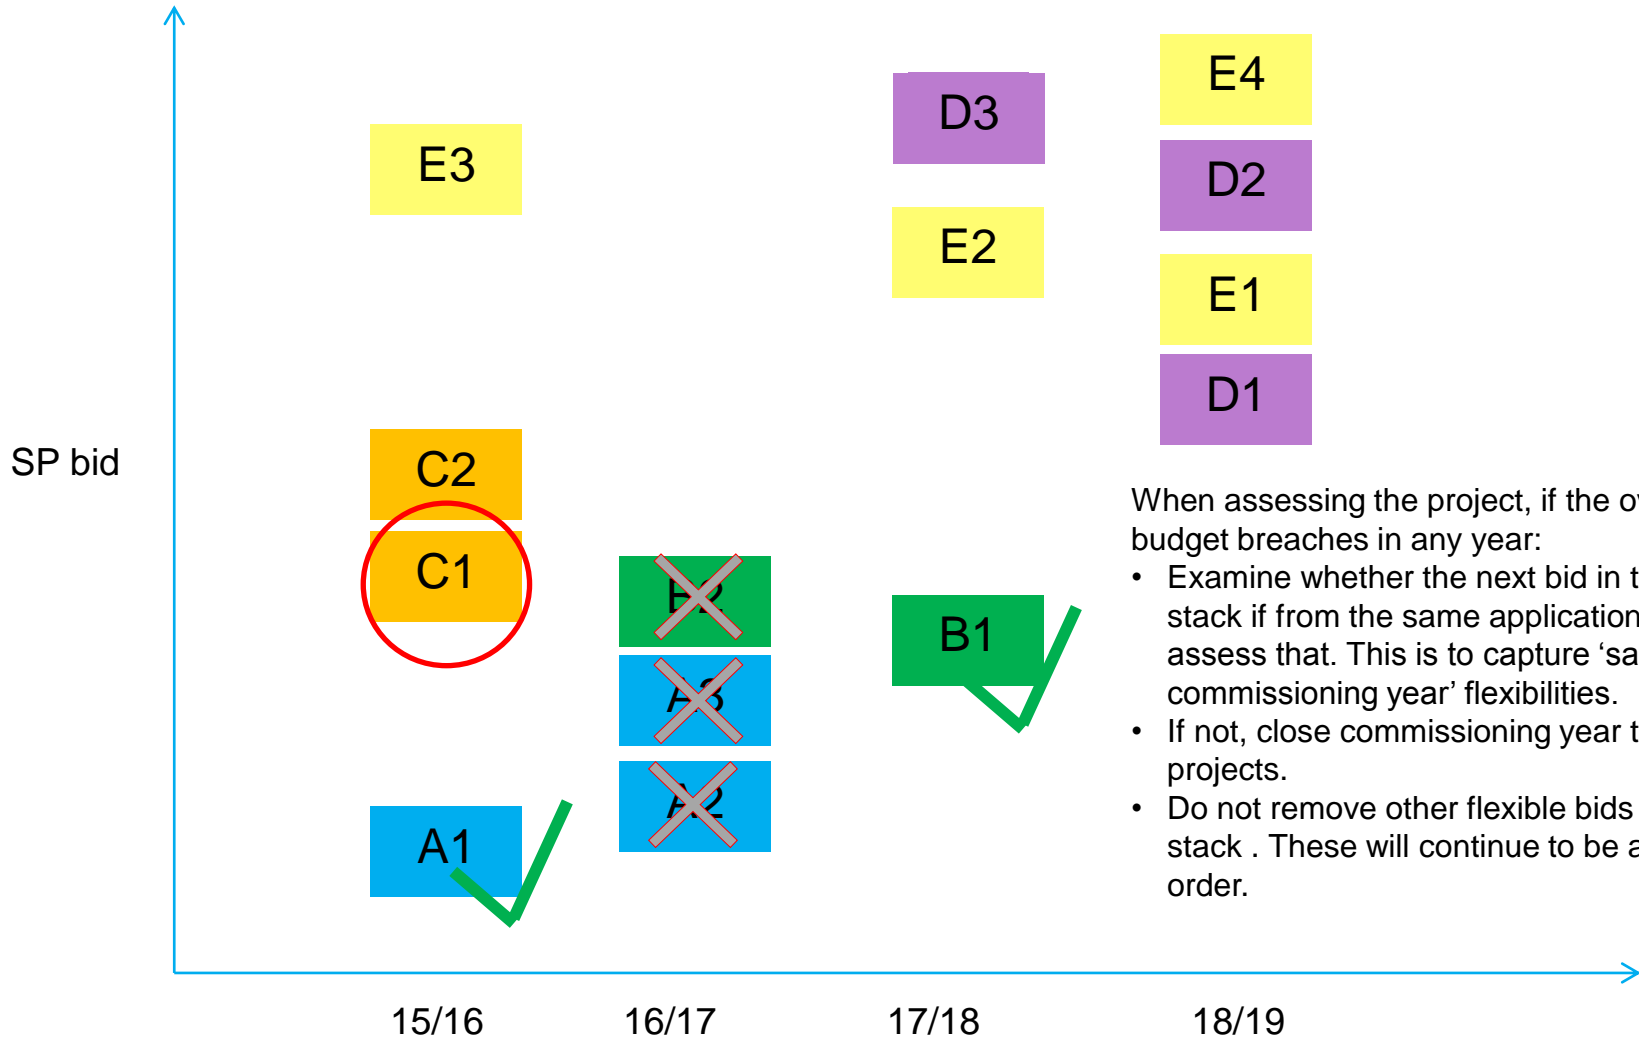 E4
D3
E3
D2
E2
E1
D1
SP bid
C2
C1
B2
B1
A3
A2
A1
When assessing the project, if the
budget breaches in any year:
• Examine whether the next bid in
stack if from the same application
assess that. This is to capture ‘
commissioning year’ flexibilities.
• If not, close commissioning year
projects.
• Do not remove other flexible bids
stack . These will continue to be
order.
15/16 16/17 17/18 18/19